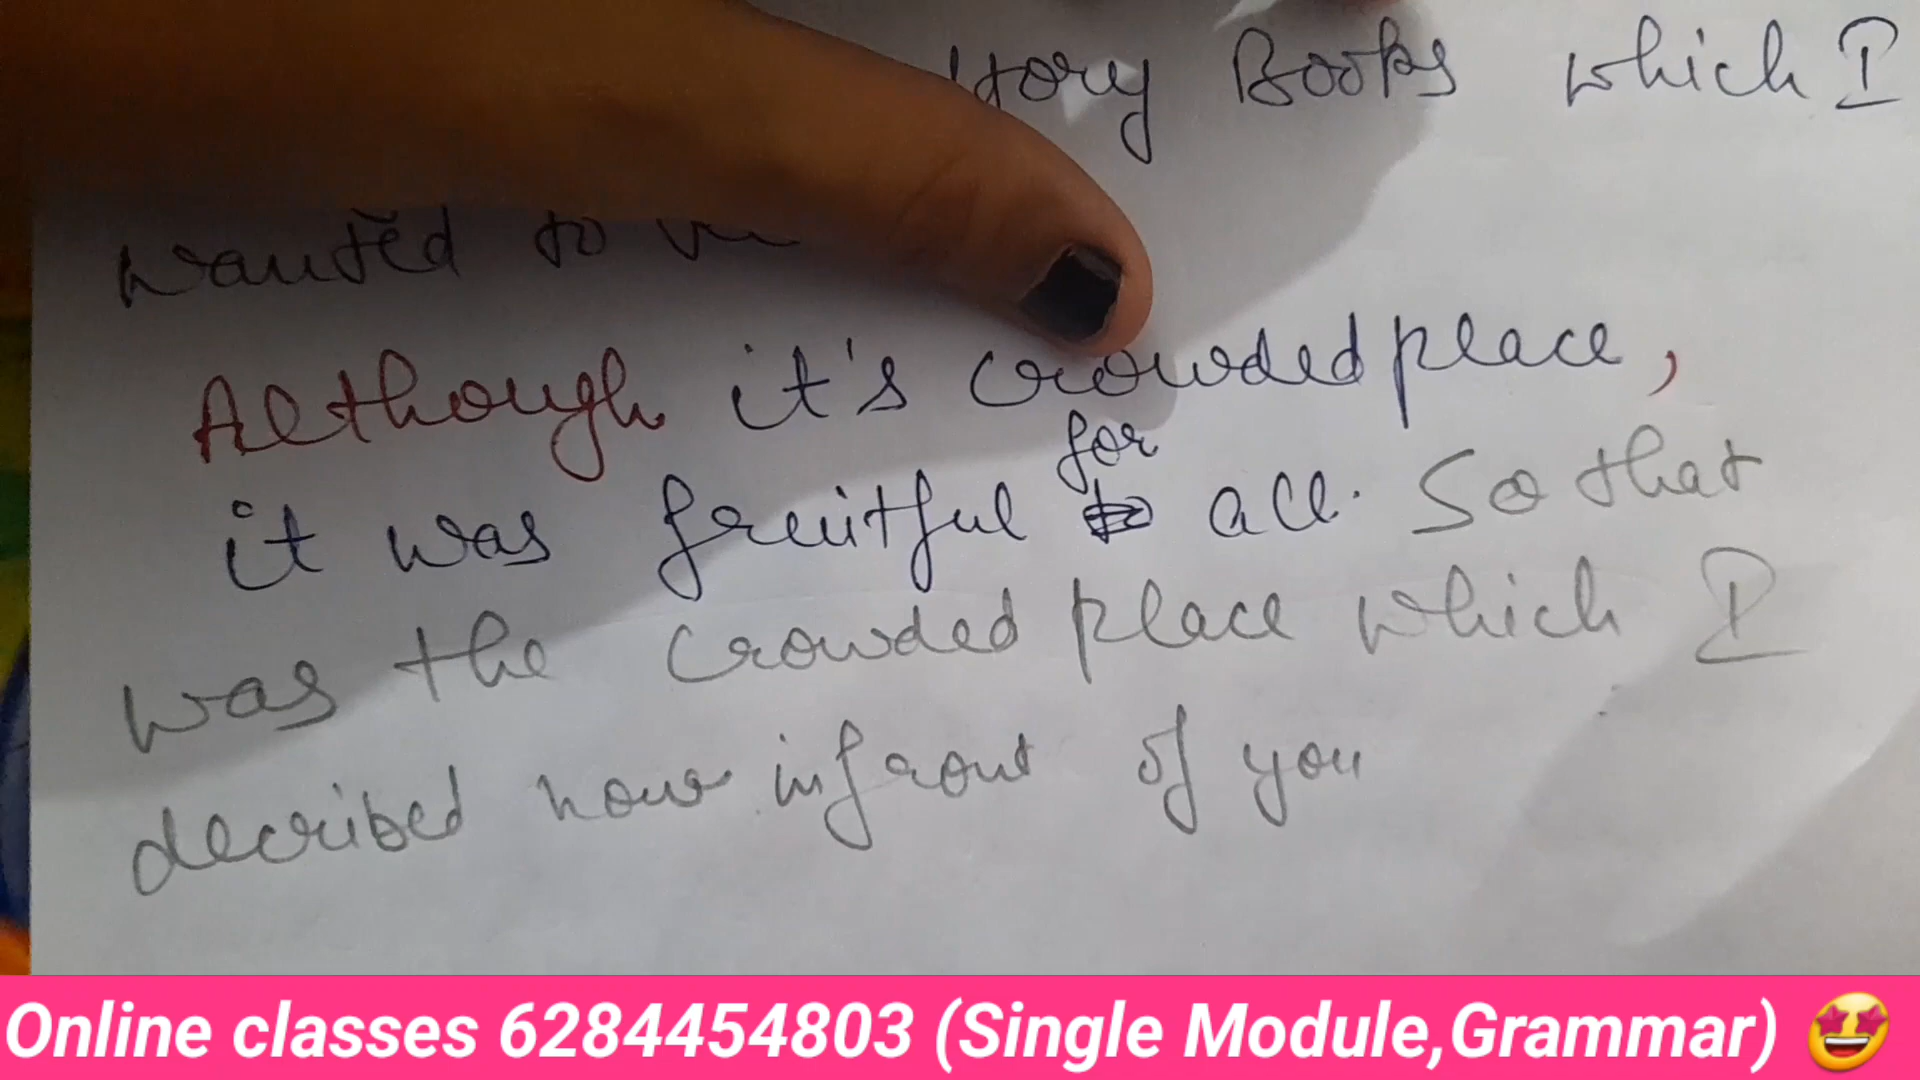 story Books which I
wanted to
Although it's crowded place,
for
it was fruitful all. So that
was the crowded place which I
decribed now infront of you
Online classes 6284454803 (Single Module,Grammar) 🤩